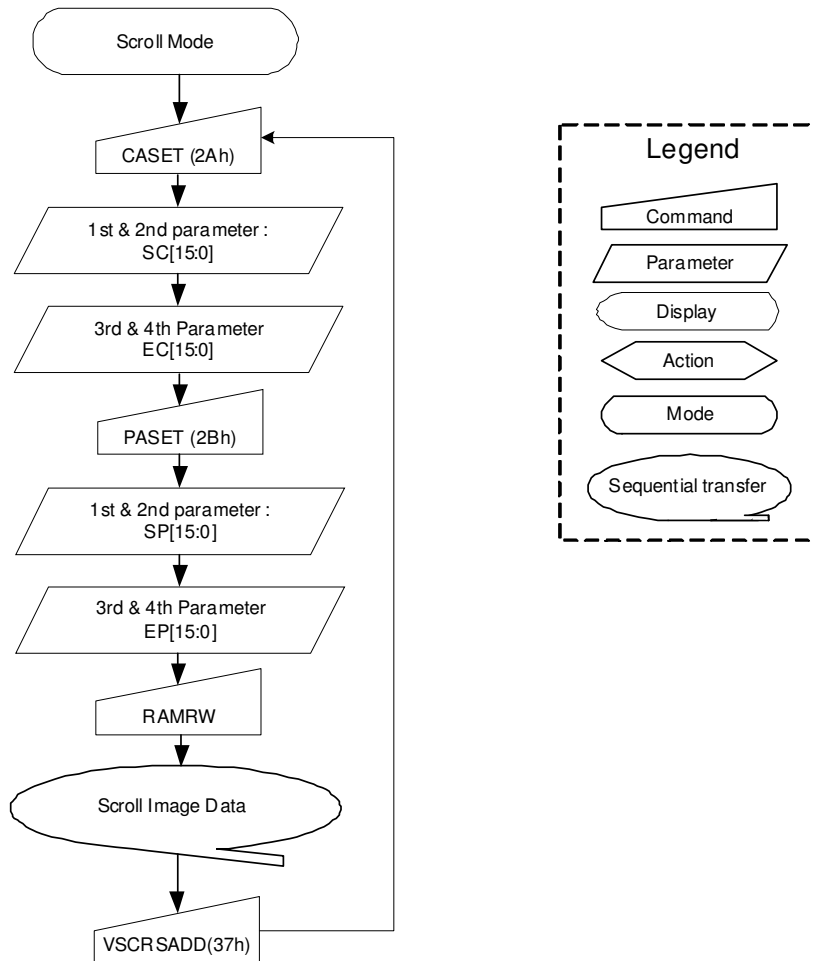 Scroll Mode
CASET (2Ah)
1st & 2nd parameter :
SC[15:0]
3rd & 4th Parameter
EC[15:0]
PASET (2Bh)
1st & 2nd parameter :
SP[15:0]
3rd & 4th Parameter
EP[15:0]
RAMRW
Scroll Image Data
VSCRSADD(37h)
Legend
Command
Parameter
Display
Action
Mode
Sequential transfer